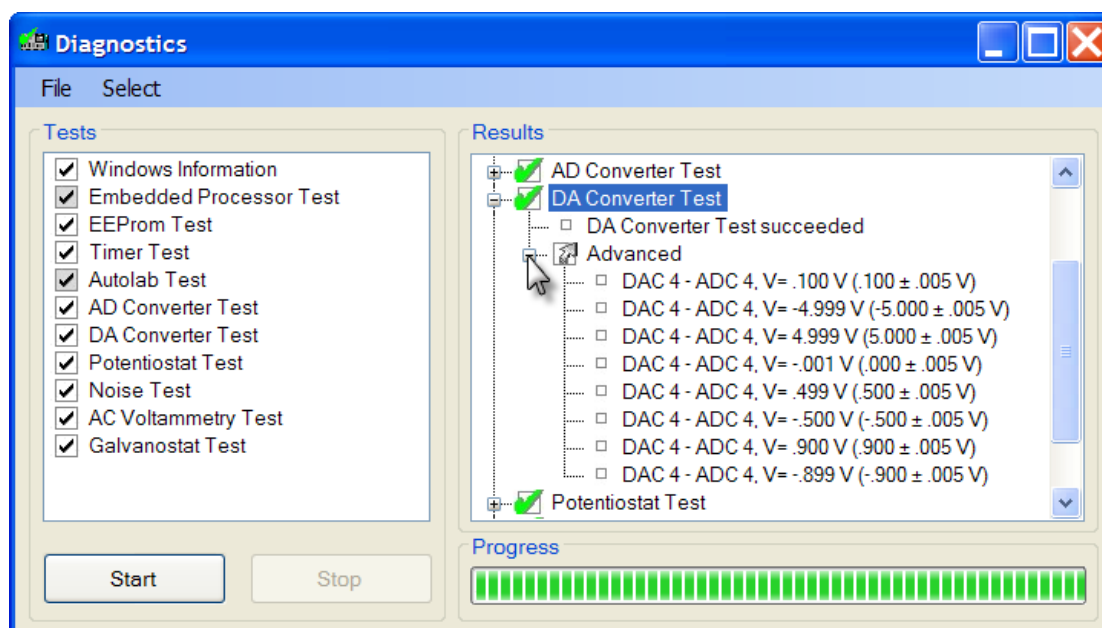 Diagnostics
File Select
Tests
Windows Information
Embedded Processor Test
EEProm Test
Timer Test
Autolab Test
AD Converter Test
DA Converter Test
Potentiostat Test
Noise Test
AC Voltammetry Test
Galvanostat Test
Start
Stop
Results
AD Converter Test
DA Converter Test
DA Converter Test succeeded
Advanced
DAC 4 - ADC 4, V= .100 V (.100 ± .005 V)
DAC 4 - ADC 4, V= -4.999 V (-5.000 ± .005 V)
DAC 4 - ADC 4, V= 4.999 V (5.000 ± .005 V)
DAC 4 - ADC 4, V= -.001 V (.000 ± .005 V)
DAC 4 - ADC 4, V= .499 V (.500 ± .005 V)
DAC 4 - ADC 4, V= -.500 V (-.500 ± .005 V)
DAC 4 - ADC 4, V= .900 V (.900 ± .005 V)
DAC 4 - ADC 4, V= -.899 V (-.900 ± .005 V)
Potentiostat Test
Progress